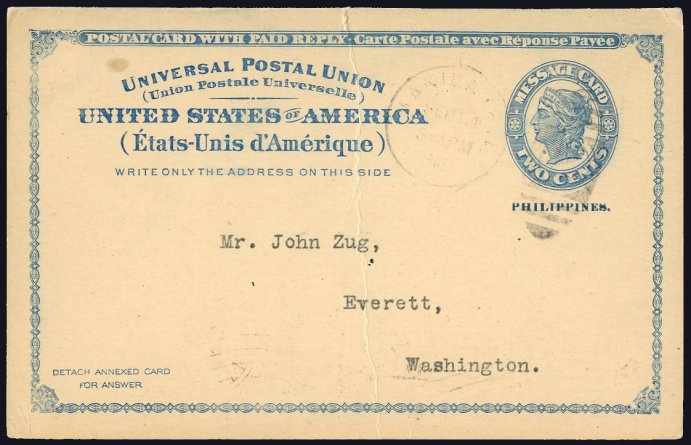 POSTAL CARD WITH PAID REPLY - Carte Postale avec Réponse Payée
UNIVERSAL POSTAL UNION
(Union Postale Universelle)
UNITED STATES OF AMERICA
(États-Unis d'Amérique)
WRITE ONLY THE ADDRESS ON THIS SIDE
MESSAGE CARD
TWO CENTS
PHILIPPINES.
Mr. John Zug,
Everett,
Washington.
DETACH ANNEXED CARD
FOR ANSWER